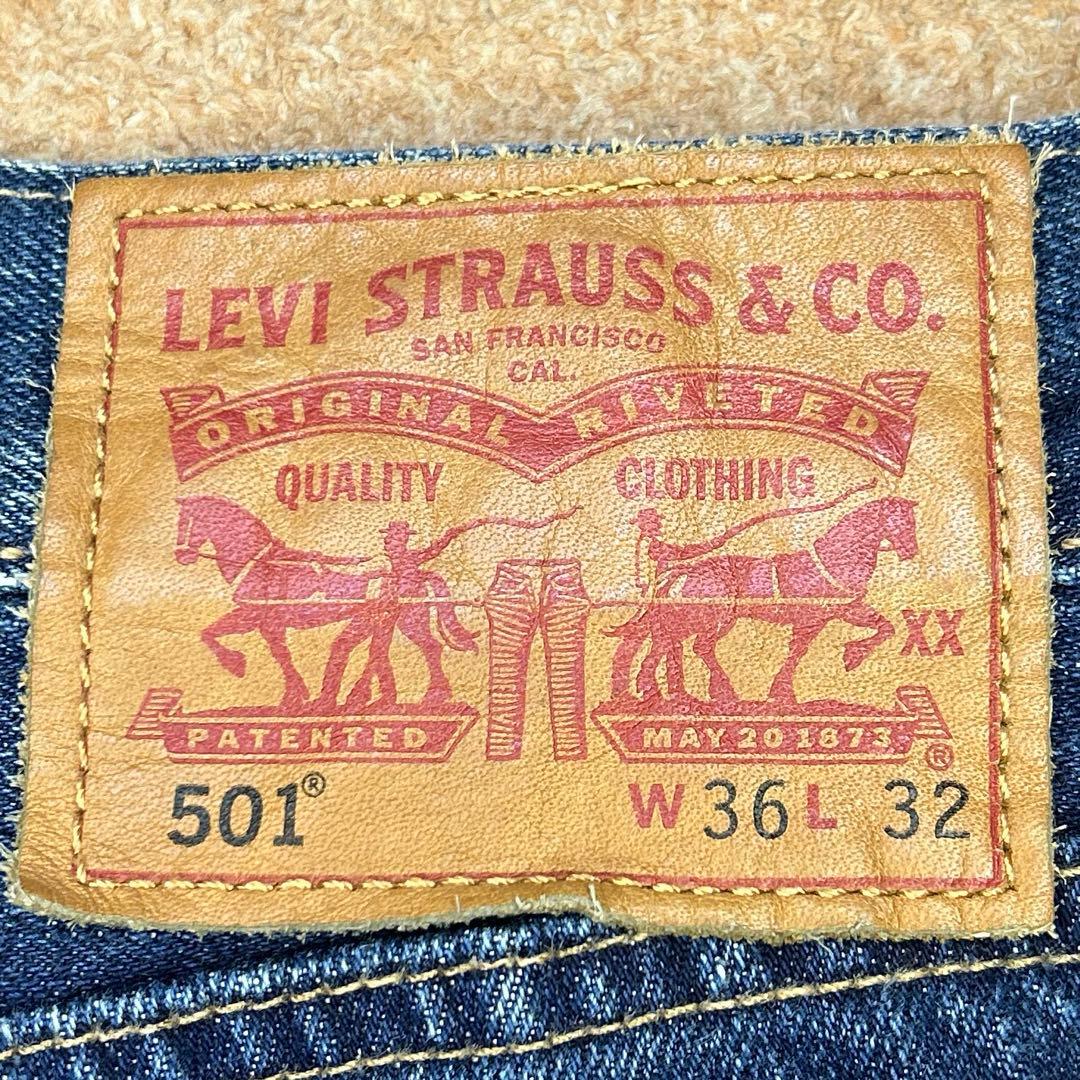 LEVI STRAUSS & CO.
SAN FRANCISCO
CAL.
ORIGINAL RIVETED
QUALITY CLOTHING
XX
PATENTED MAY 20 1873 ®
501® W 36 L 32